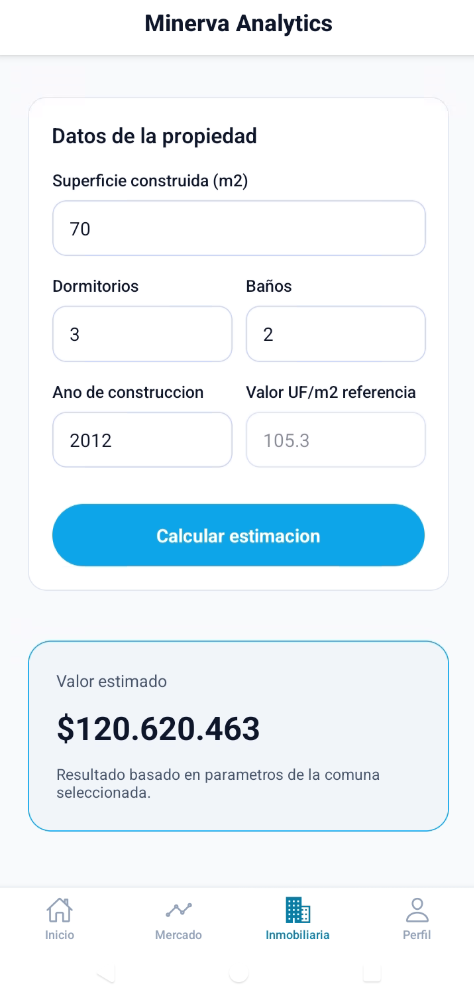 Minerva Analytics
Datos de la propiedad
Superficie construida (m2)
70
Dormitorios
Baños
3
2
Ano de construccion
Valor UF/m2 referencia
2012
105.3
Calcular estimacion
Valor estimado
$120.620.463
Resultado basado en parametros de la comuna
seleccionada.
Inicio
Mercado
Inmobiliaria
Perfil